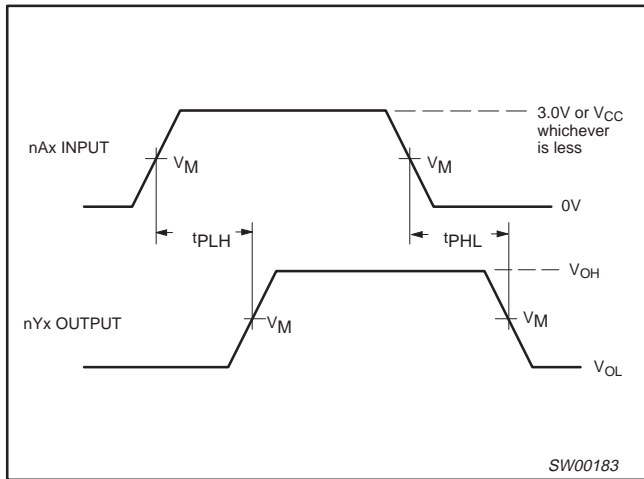 3.0V or VCC
whichever
is less
nAx INPUT
VM
VM
0V
tPLH
tPHL
VOH
nYx OUTPUT
VM
VM
VOL
SW00183